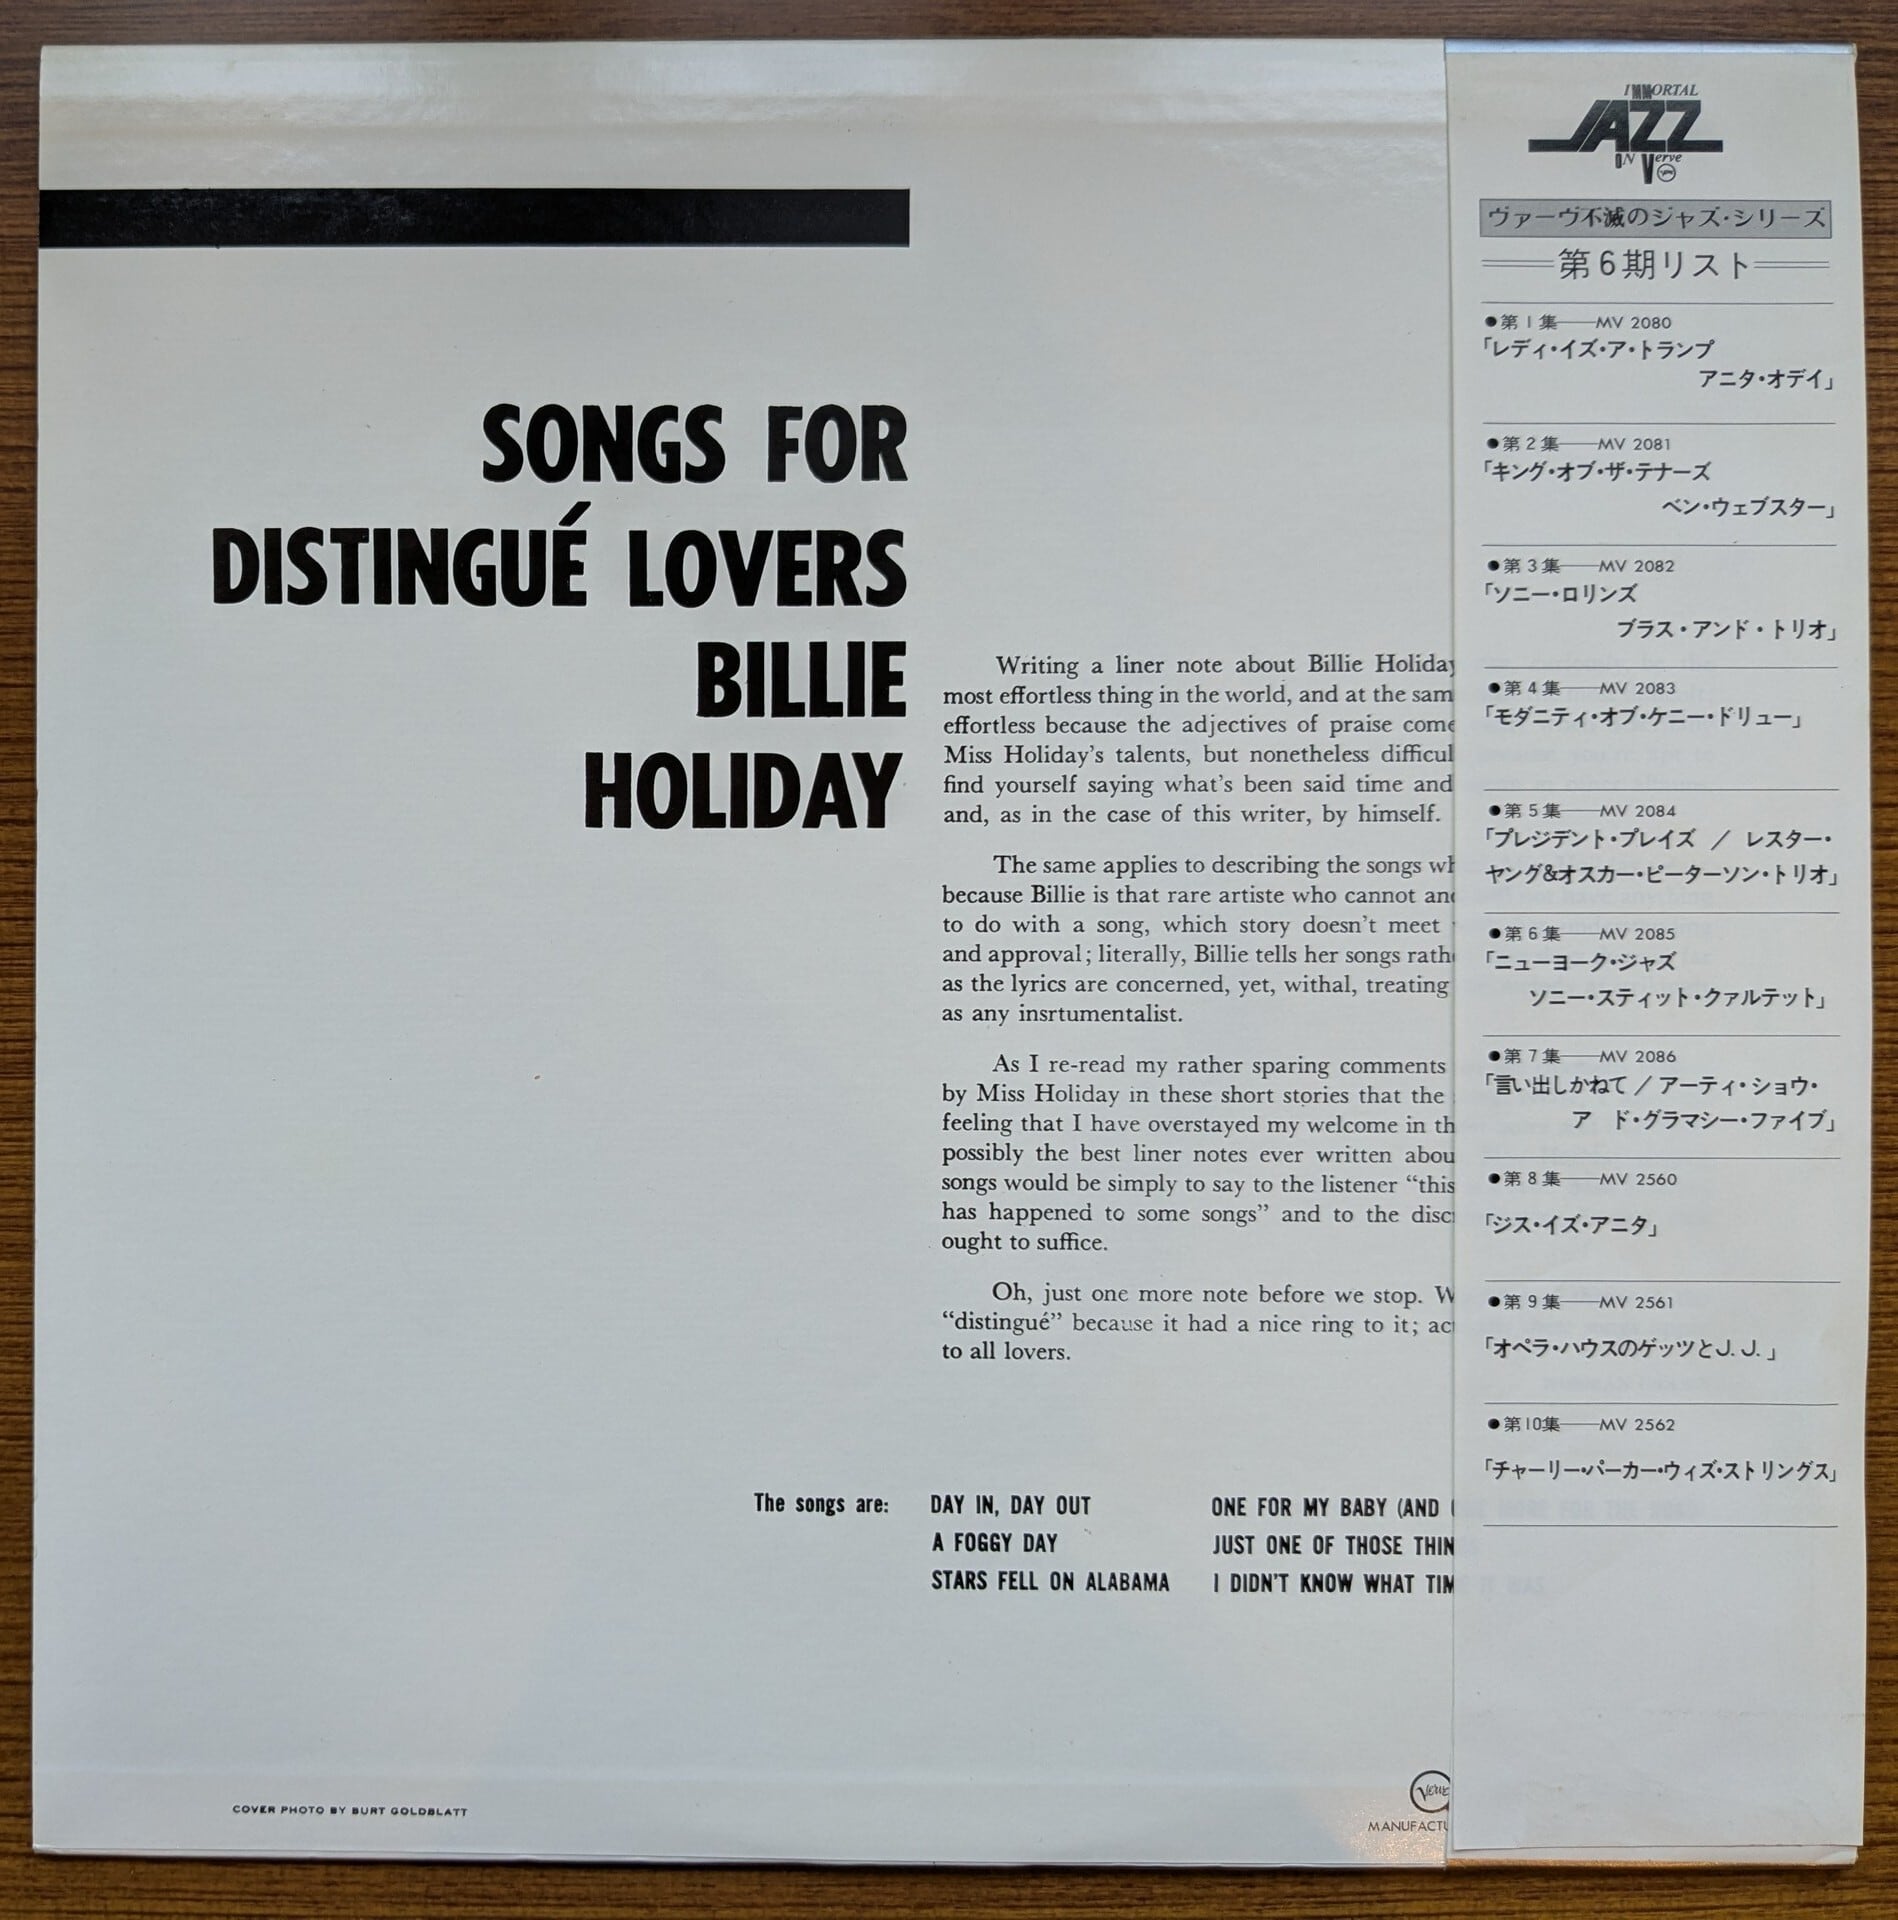 SONGS FOR
DISTINGUÉ LOVERS
BILLIE
HOLIDAY
Writing a liner note about Billie Holiday
most effortless thing in the world, and at the sam
effortless because the adjectives of praise come
Miss Holiday's talents, but nonetheless difficul
find yourself saying what's been said time and
and, as in the case of this writer, by himself.
The same applies to describing the songs wh
because Billie is that rare artiste who cannot and
to do with a song, which story doesn't meet
and approval; literally, Billie tells her songs rath
as the lyrics are concerned, yet, withal, treating
as any insrtumentalist.
As I re-read my rather sparing comments
by Miss Holiday in these short stories that the
feeling that I have overstayed my welcome in th
possibly the best liner notes ever written abou
songs would be simply to say to the listener “this
has happened to some songs” and to the disc
ought to suffice.
Oh, just one more note before we stop. W
“distingué” because it had a nice ring to it; ac
to all lovers.
The songs are:
DAY IN, DAY OUT
A FOGGY DAY
STARS FELL ON ALABAMA
ONE FOR MY BABY (AND ONE MORE FOR THE ROAD)
JUST ONE OF THOSE THIN
I DIDN'T KNOW WHAT TIME IT WAS
COVER PHOTO BY BURT GOLDBLATT
Verve
MANUFACTU
IMMORTAL
JAZZ
ON Verve
ヴァーヴ不滅のジャズ・シリーズ
第6期リスト
●第1集──MV 2080
「レディ・イズ・ア・トランプ
アニタ・オデイ」
●第2集──MV 2081
「キング・オブ・ザ・テナーズ
ベン・ウェブスター」
●第3集──MV 2082
「ソニー・ロリンズ
ブラス・アンド・トリオ」
●第4集──MV 2083
「モダニティ・オブ・ケニー・ドリュー」
●第5集──MV 2084
「プレジデント・プレイズ / レスター・
ヤング&オスカー・ピーターソン・トリオ」
●第6集──MV 2085
「ニューヨーク・ジャズ
ソニー・スティット・クァルテット」
●第7集──MV 2086
「言い出しかねて / アーティ・ショウ・
ア ド・グラマシー・ファイブ」
●第8集──MV 2560
「ジス・イズ・アニタ」
●第9集──MV 2561
「オペラ・ハウスのゲッツとJ.J.」
●第10集──MV 2562
「チャーリー・パーカー・ウィズ・ストリングス」